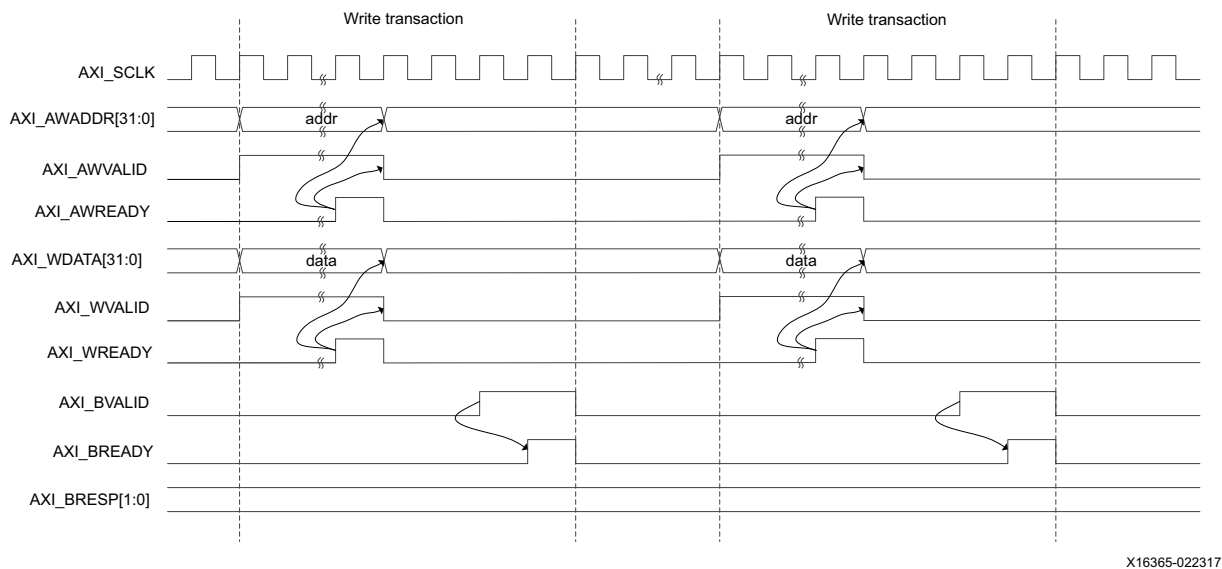 Write transaction Write transaction
AXI_SCLK
AXI_AWADDR[31:0] addr addr
AXI_AWVALID
AXI_AWREADY
AXI_WDATA[31:0] data data
AXI_WVALID
AXI_WREADY
AXI_BVALID
AXI_BREADY
AXI_BRESP[1:0]
X16365-022317